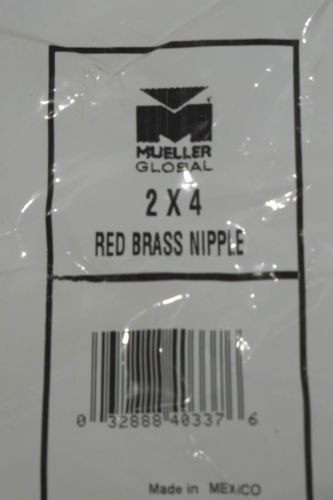 MUELLER
GLOBAL
2 X 4
RED BRASS NIPPLE
0 32888 40337 6
Made in MEXICO